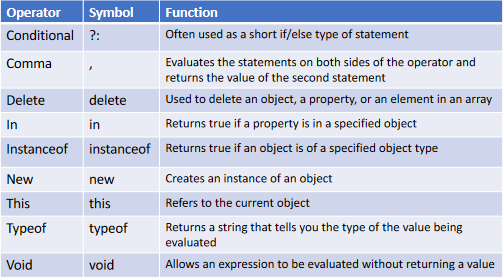 Operator Symbol Function
Conditional ?: Often used as a short if/else type of statement
Comma , Evaluates the statements on both sides of the operator and
returns the value of the second statement
Delete delete Used to delete an object, a property, or an element in an array
In in Returns true if a property is in a specified object
Instanceof instanceof Returns true if an object is of a specified object type
New new Creates an instance of an object
This this Refers to the current object
Typeof typeof Returns a string that tells you the type of the value being
evaluated
Void void Allows an expression to be evaluated without returning a value